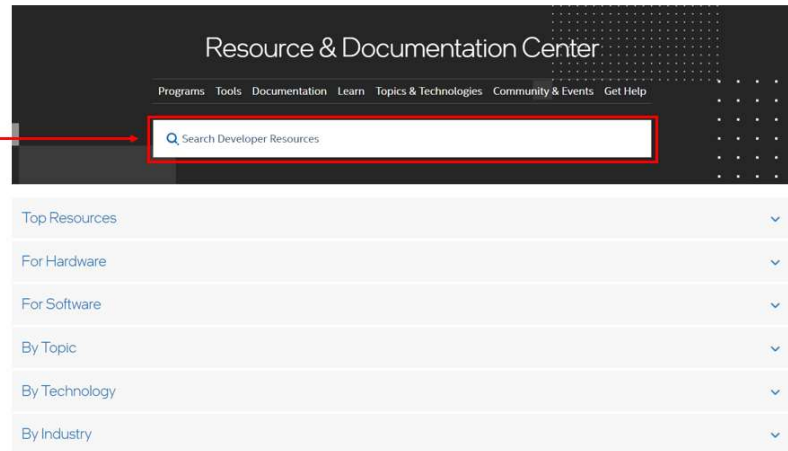 Resource & Documentation Center
Programs Tools Documentation Learn Topics & Technologies Community & Events Get Help
Search Developer Resources
Top Resources
For Hardware
For Software
By Topic
By Technology
By Industry